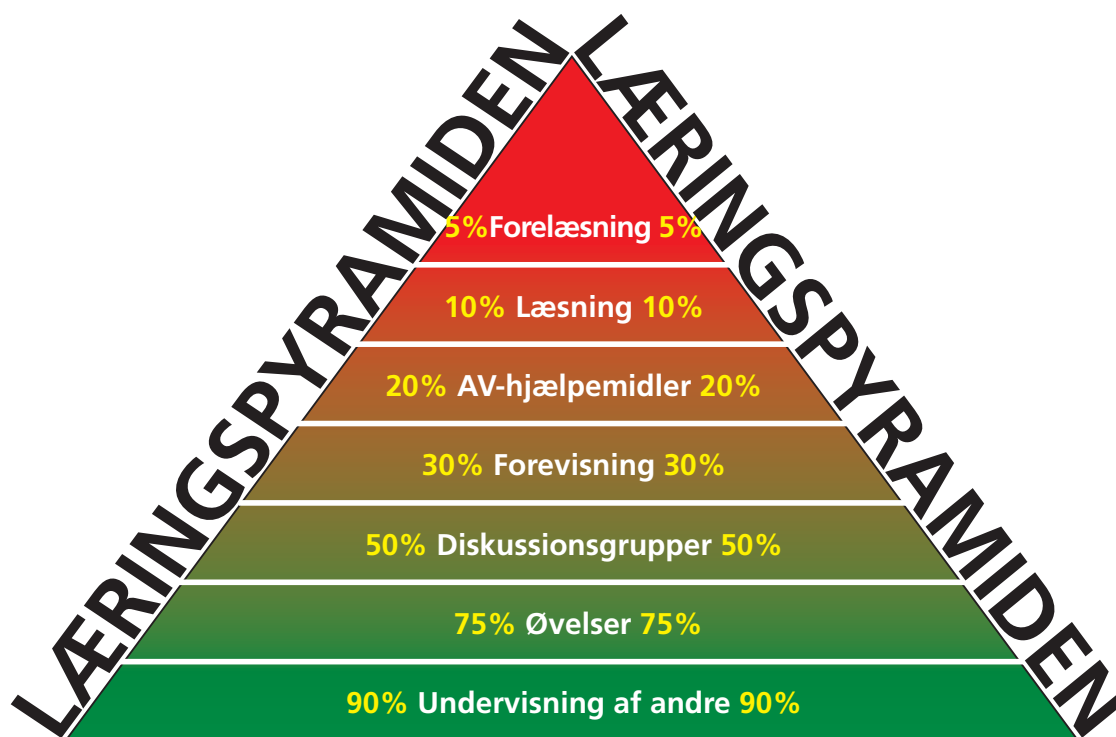 LÆRINGSPYRAMIDEN
LÆRINGSPYRAMIDEN
5%Forelæsning 5%
10% Læsning 10%
20% AV-hjælpemidler 20%
30% Forevisning 30%
50% Diskussionsgrupper 50%
75% Øvelser 75%
90% Undervisning af andre 90%